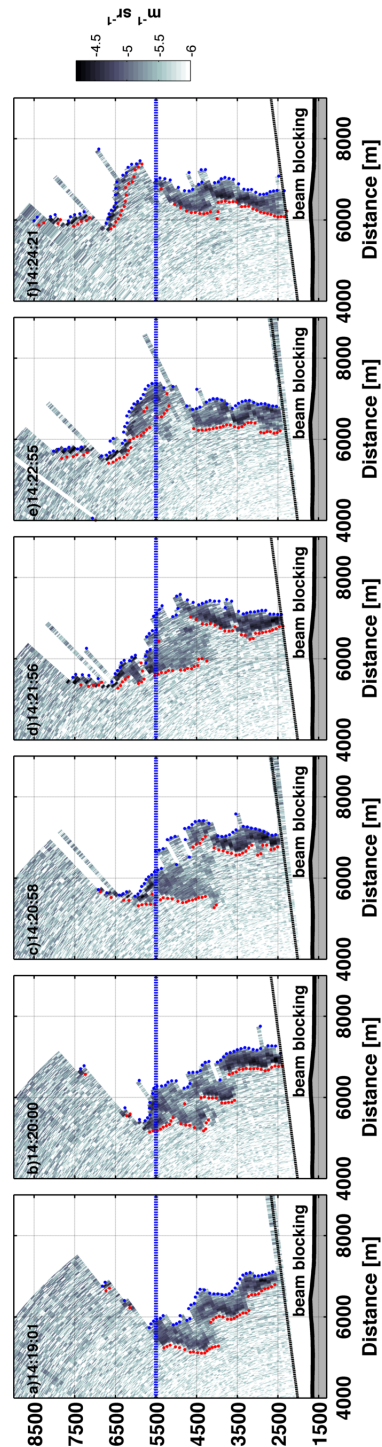 a)14:19:01
b)14:20:00
c)14:20:58
d)14:21:56
e)14:22:55
f)14:24:21
8500
7500
6500
5500
4500
3500
2500
1500
beam blocking
beam blocking
beam blocking
beam blocking
beam blocking
beam blocking
4000 6000 8000
4000 6000 8000
4000 6000 8000
4000 6000 8000
4000 6000 8000
4000 6000 8000
Distance [m]
Distance [m]
Distance [m]
Distance [m]
Distance [m]
Distance [m]
-4.5
-5
-5.5
-6
m⁻¹ sr⁻¹